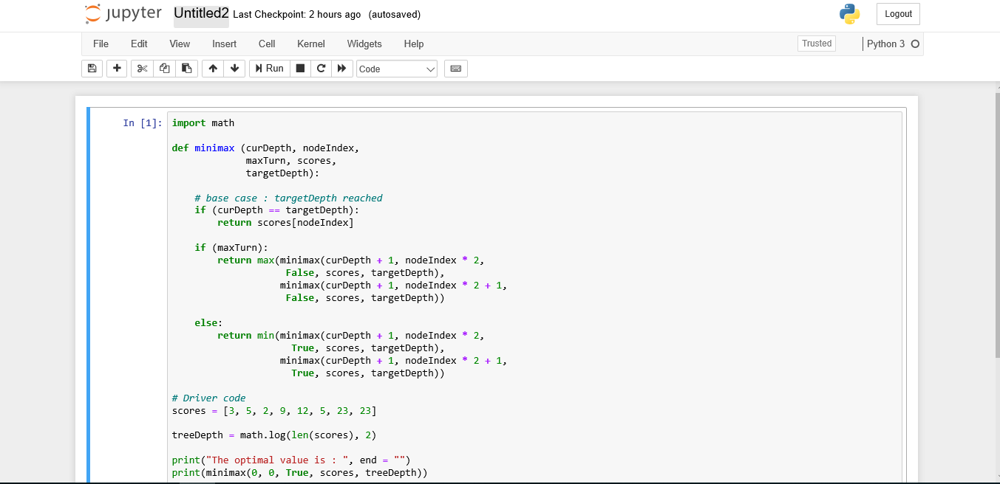 jupyter Untitled2 Last Checkpoint: 2 hours ago (autosaved) Logout
File Edit View Insert Cell Kernel Widgets Help Trusted Python 3
Run Code
In [1]: import math
def minimax (curDepth, nodeIndex,
maxTurn, scores,
targetDepth):
# base case : targetDepth reached
if (curDepth == targetDepth):
return scores[nodeIndex]
if (maxTurn):
return max(minimax(curDepth + 1, nodeIndex * 2,
False, scores, targetDepth),
minimax(curDepth + 1, nodeIndex * 2 + 1,
False, scores, targetDepth))
else:
return min(minimax(curDepth + 1, nodeIndex * 2,
True, scores, targetDepth),
minimax(curDepth + 1, nodeIndex * 2 + 1,
True, scores, targetDepth))
# Driver code
scores = [3, 5, 2, 9, 12, 5, 23, 23]
treeDepth = math.log(len(scores), 2)
print("The optimal value is : ", end = "")
print(minimax(0, 0, True, scores, treeDepth))